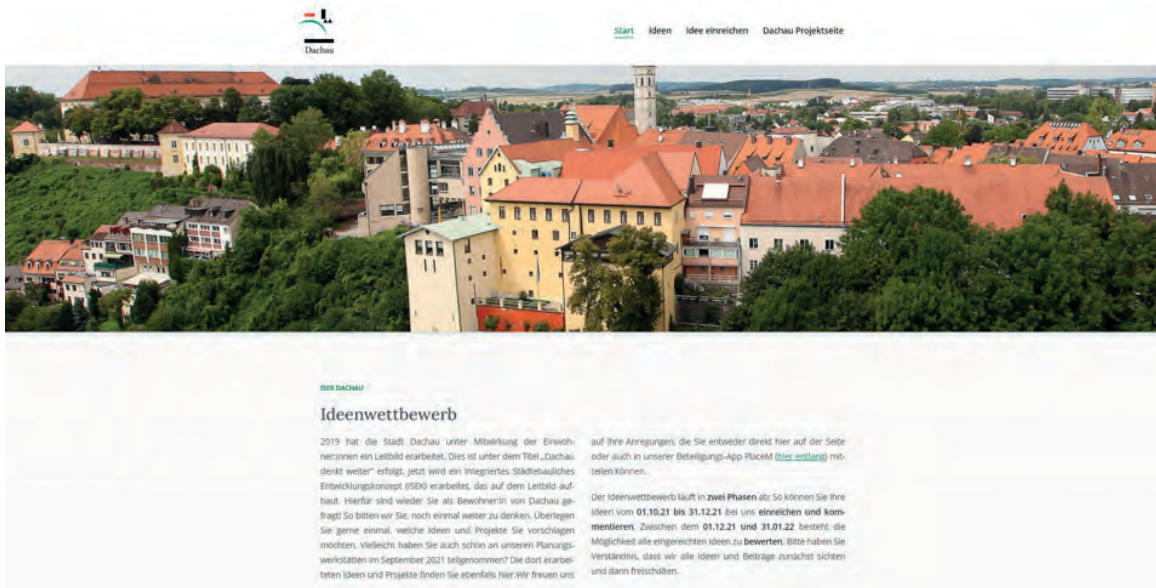 Dachau
Start Ideen Idee einreichen Dachau Projektseite
ISEK DACHAU
Ideenwettbewerb
2019 hat die Stadt Dachau unter Mitwirkung der Einwoh-
ner:innen ein Leitbild erarbeitet. Dies ist unter dem Titel „Dachau
denkt weiter" erfolgt. Jetzt wird ein Integriertes Städtebauliches
Entwicklungskonzept (ISEK) erarbeitet, das auf dem Leitbild auf-
baut. Hierfür sind wieder Sie als Bewohner:in von Dachau ge-
fragt! So bitten wir Sie, noch einmal weiter zu denken. Überlegen
Sie gerne einmal, welche Ideen und Projekte Sie vorschlagen
möchten. Vielleicht haben Sie auch schon an unseren Planungs-
werkstätten im September 2021 teilgenommen? Die dort erarbei-
teten Ideen und Projekte finden Sie ebenfalls hier.Wir freuen uns
auf Ihre Anregungen, die Sie entweder direkt hier auf der Seite
oder auch in unserer Beteiligungs-App PlaceM (hier entlang) mit-
teilen können.
Der Ideenwettbewerb läuft in zwei Phasen ab: So können Sie Ihre
Ideen vom 01.10.21 bis 31.12.21 bei uns einreichen und kom-
mentieren. Zwischen dem 01.12.21 und 31.01.22 besteht die
Möglichkeit alle eingereichten Ideen zu bewerten. Bitte haben Sie
Verständnis, dass wir alle Ideen und Beiträge zunächst sichten
und dann freischalten.